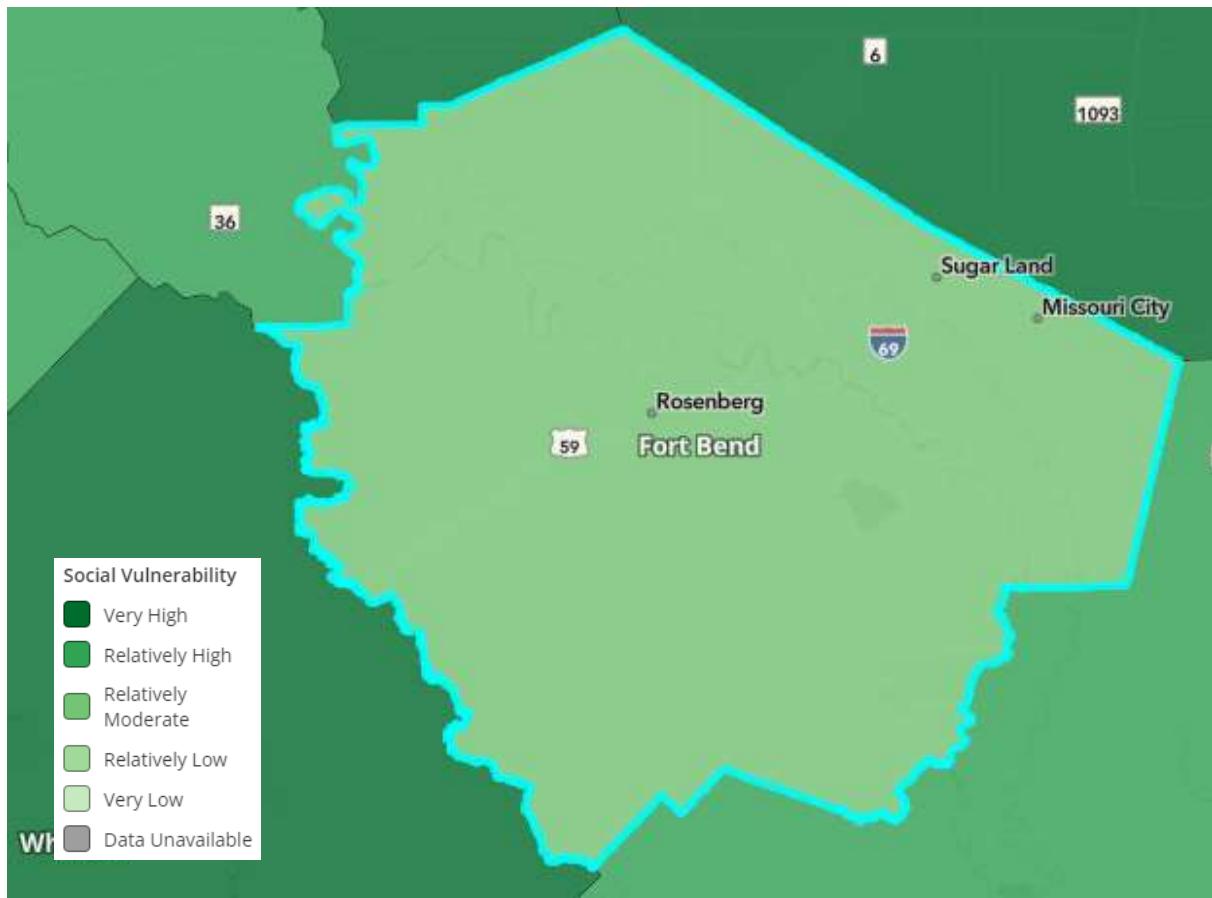 6
1093
36
Sugar Land
Missouri City
69
Rosenberg
59
Fort Bend
Social Vulnerability
Very High
Relatively High
Relatively
Moderate
Relatively Low
Very Low
Data Unavailable